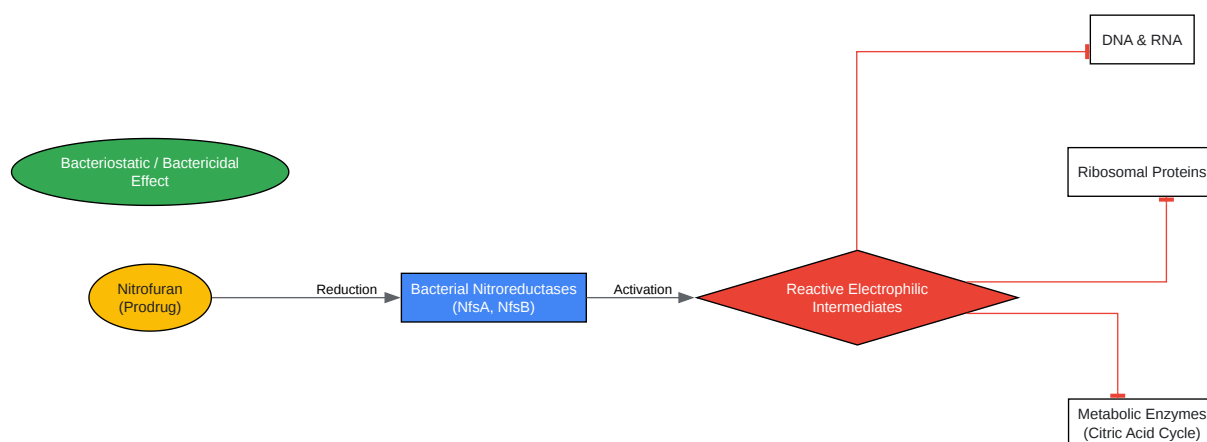 DNA & RNA
Bacteriostatic / Bactericidal
Effect
Ribosomal Proteins
Nitrofuran
(Prodrug)
Reduction
Bacterial Nitroreductases
(NfsA, NfsB)
Activation
Reactive Electrophilic
Intermediates
Metabolic Enzymes
(Citric Acid Cycle)